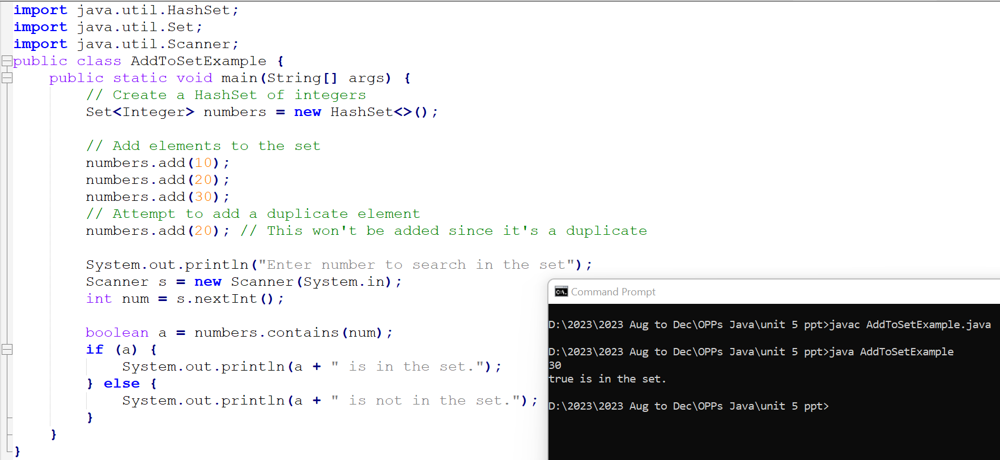 import java.util.HashSet;
import java.util.Set;
import java.util.Scanner;
public class AddToSetExample {
    public static void main(String[] args) {
        // Create a HashSet of integers
        Set<Integer> numbers = new HashSet<>();

        // Add elements to the set
        numbers.add(10);
        numbers.add(20);
        numbers.add(30);
        // Attempt to add a duplicate element
        numbers.add(20); // This won't be added since it's a duplicate

        System.out.println("Enter number to search in the set");
        Scanner s = new Scanner(System.in);
        int num = s.nextInt();

        boolean a = numbers.contains(num);
        if (a) {
            System.out.println(a + " is in the set.");
        } else {
            System.out.println(a + " is not in the set.");
        }
    }
}
Command Prompt
D:\2023\2023 Aug to Dec\OPPs Java\unit 5 ppt>javac AddToSetExample.java
D:\2023\2023 Aug to Dec\OPPs Java\unit 5 ppt>java AddToSetExample
30
true is in the set.
D:\2023\2023 Aug to Dec\OPPs Java\unit 5 ppt>